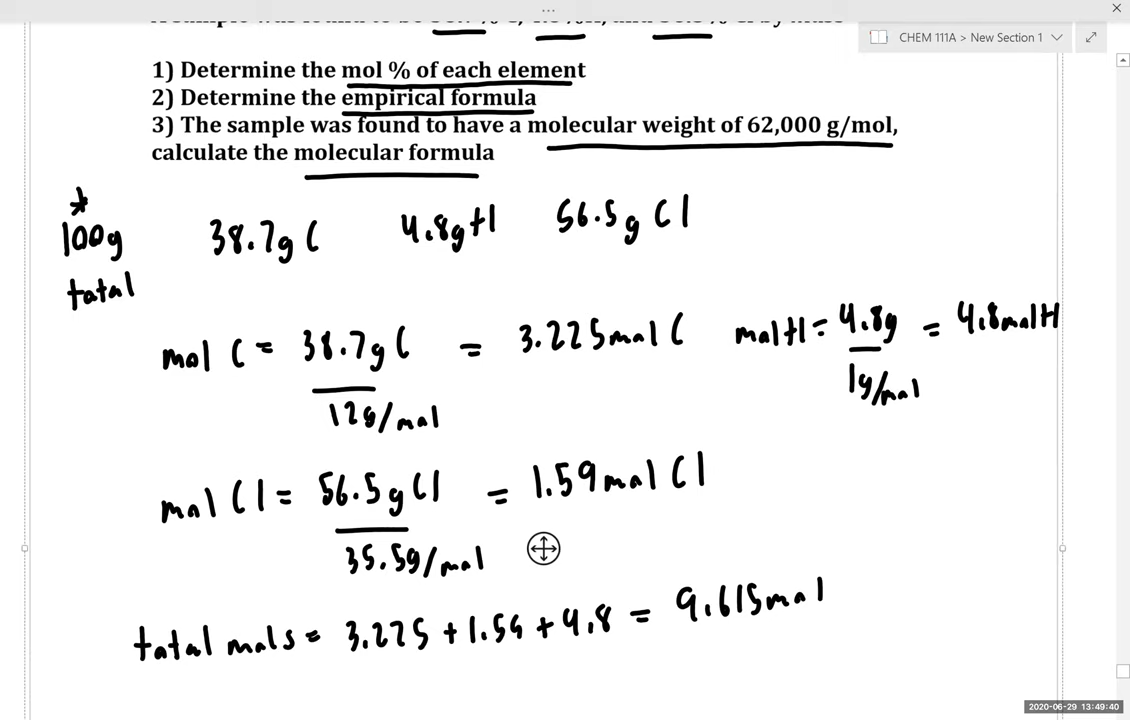 CHEM 111A > New Section 1
1) Determine the mol % of each element
2) Determine the empirical formula
3) The sample was found to have a molecular weight of 62,000 g/mol,
calculate the molecular formula
*
100g
total
38.7g C 4.8g H 56.5g Cl
mol C = 38.7g C / 12g/mol = 3.225 mol C mol H = 4.8g / 1g/mol = 4.8 mol H
mol Cl = 56.5g Cl / 35.5g/mol = 1.59 mol Cl
total mols = 3.225 + 1.59 + 4.8 = 9.615 mol
2020-06-29 13:49:40